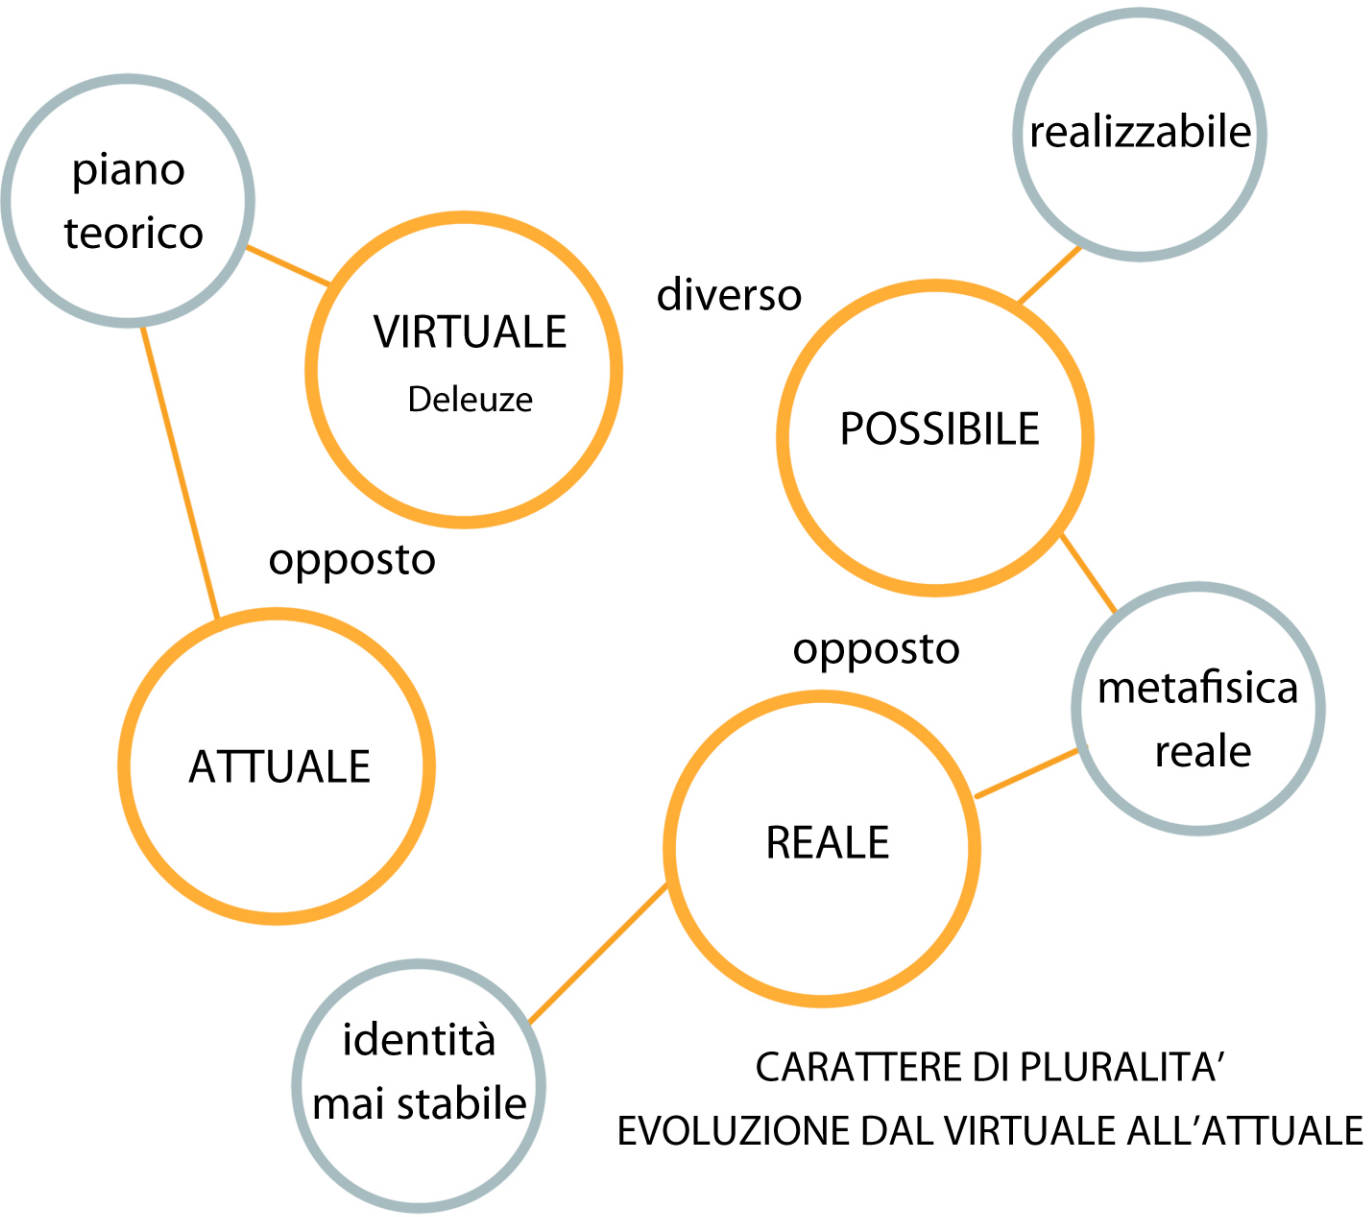 realizzabile
piano
teorico
diverso
VIRTUALE
Deleuze
POSSIBILE
opposto
opposto
metafisica
reale
ATTUALE
REALE
identità
mai stabile
CARATTERE DI PLURALITA’
EVOLUZIONE DAL VIRTUALE ALL’ATTUALE